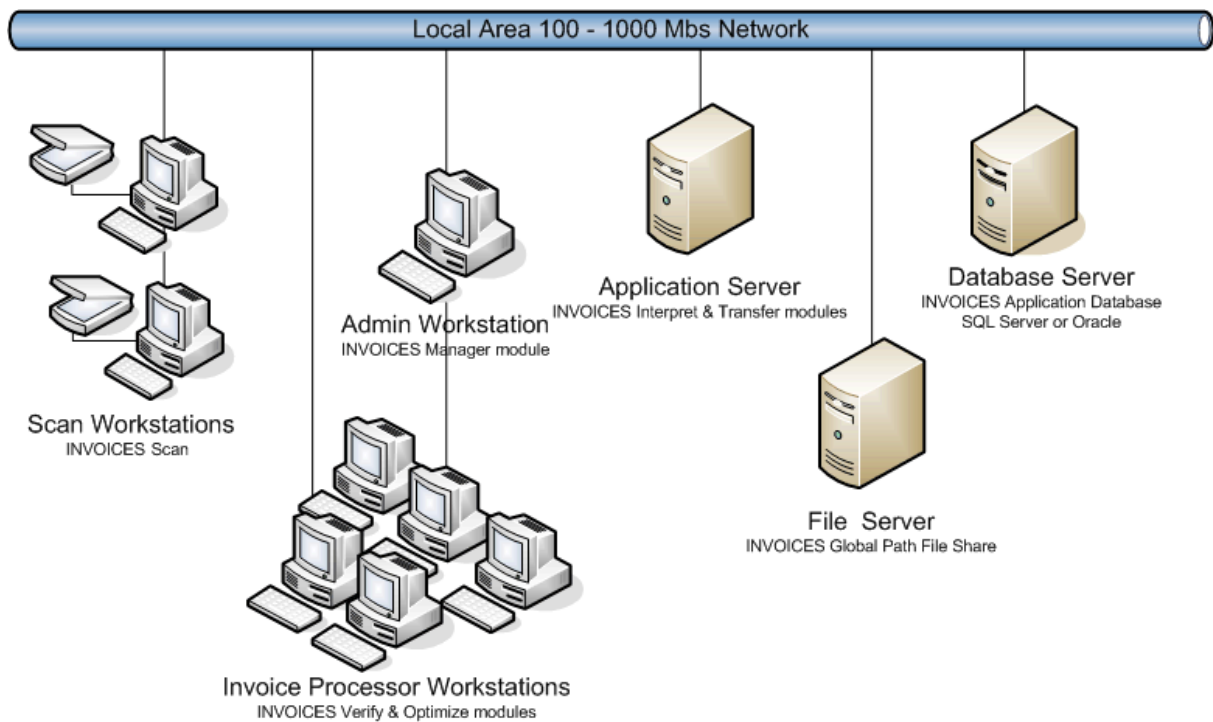 Local Area 100 - 1000 Mbs Network
Scan Workstations
INVOICES Scan
Admin Workstation
INVOICES Manager module
Application Server
INVOICES Interpret & Transfer modules
Database Server
INVOICES Application Database
SQL Server or Oracle
File Server
INVOICES Global Path File Share
Invoice Processor Workstations
INVOICES Verify & Optimize modules